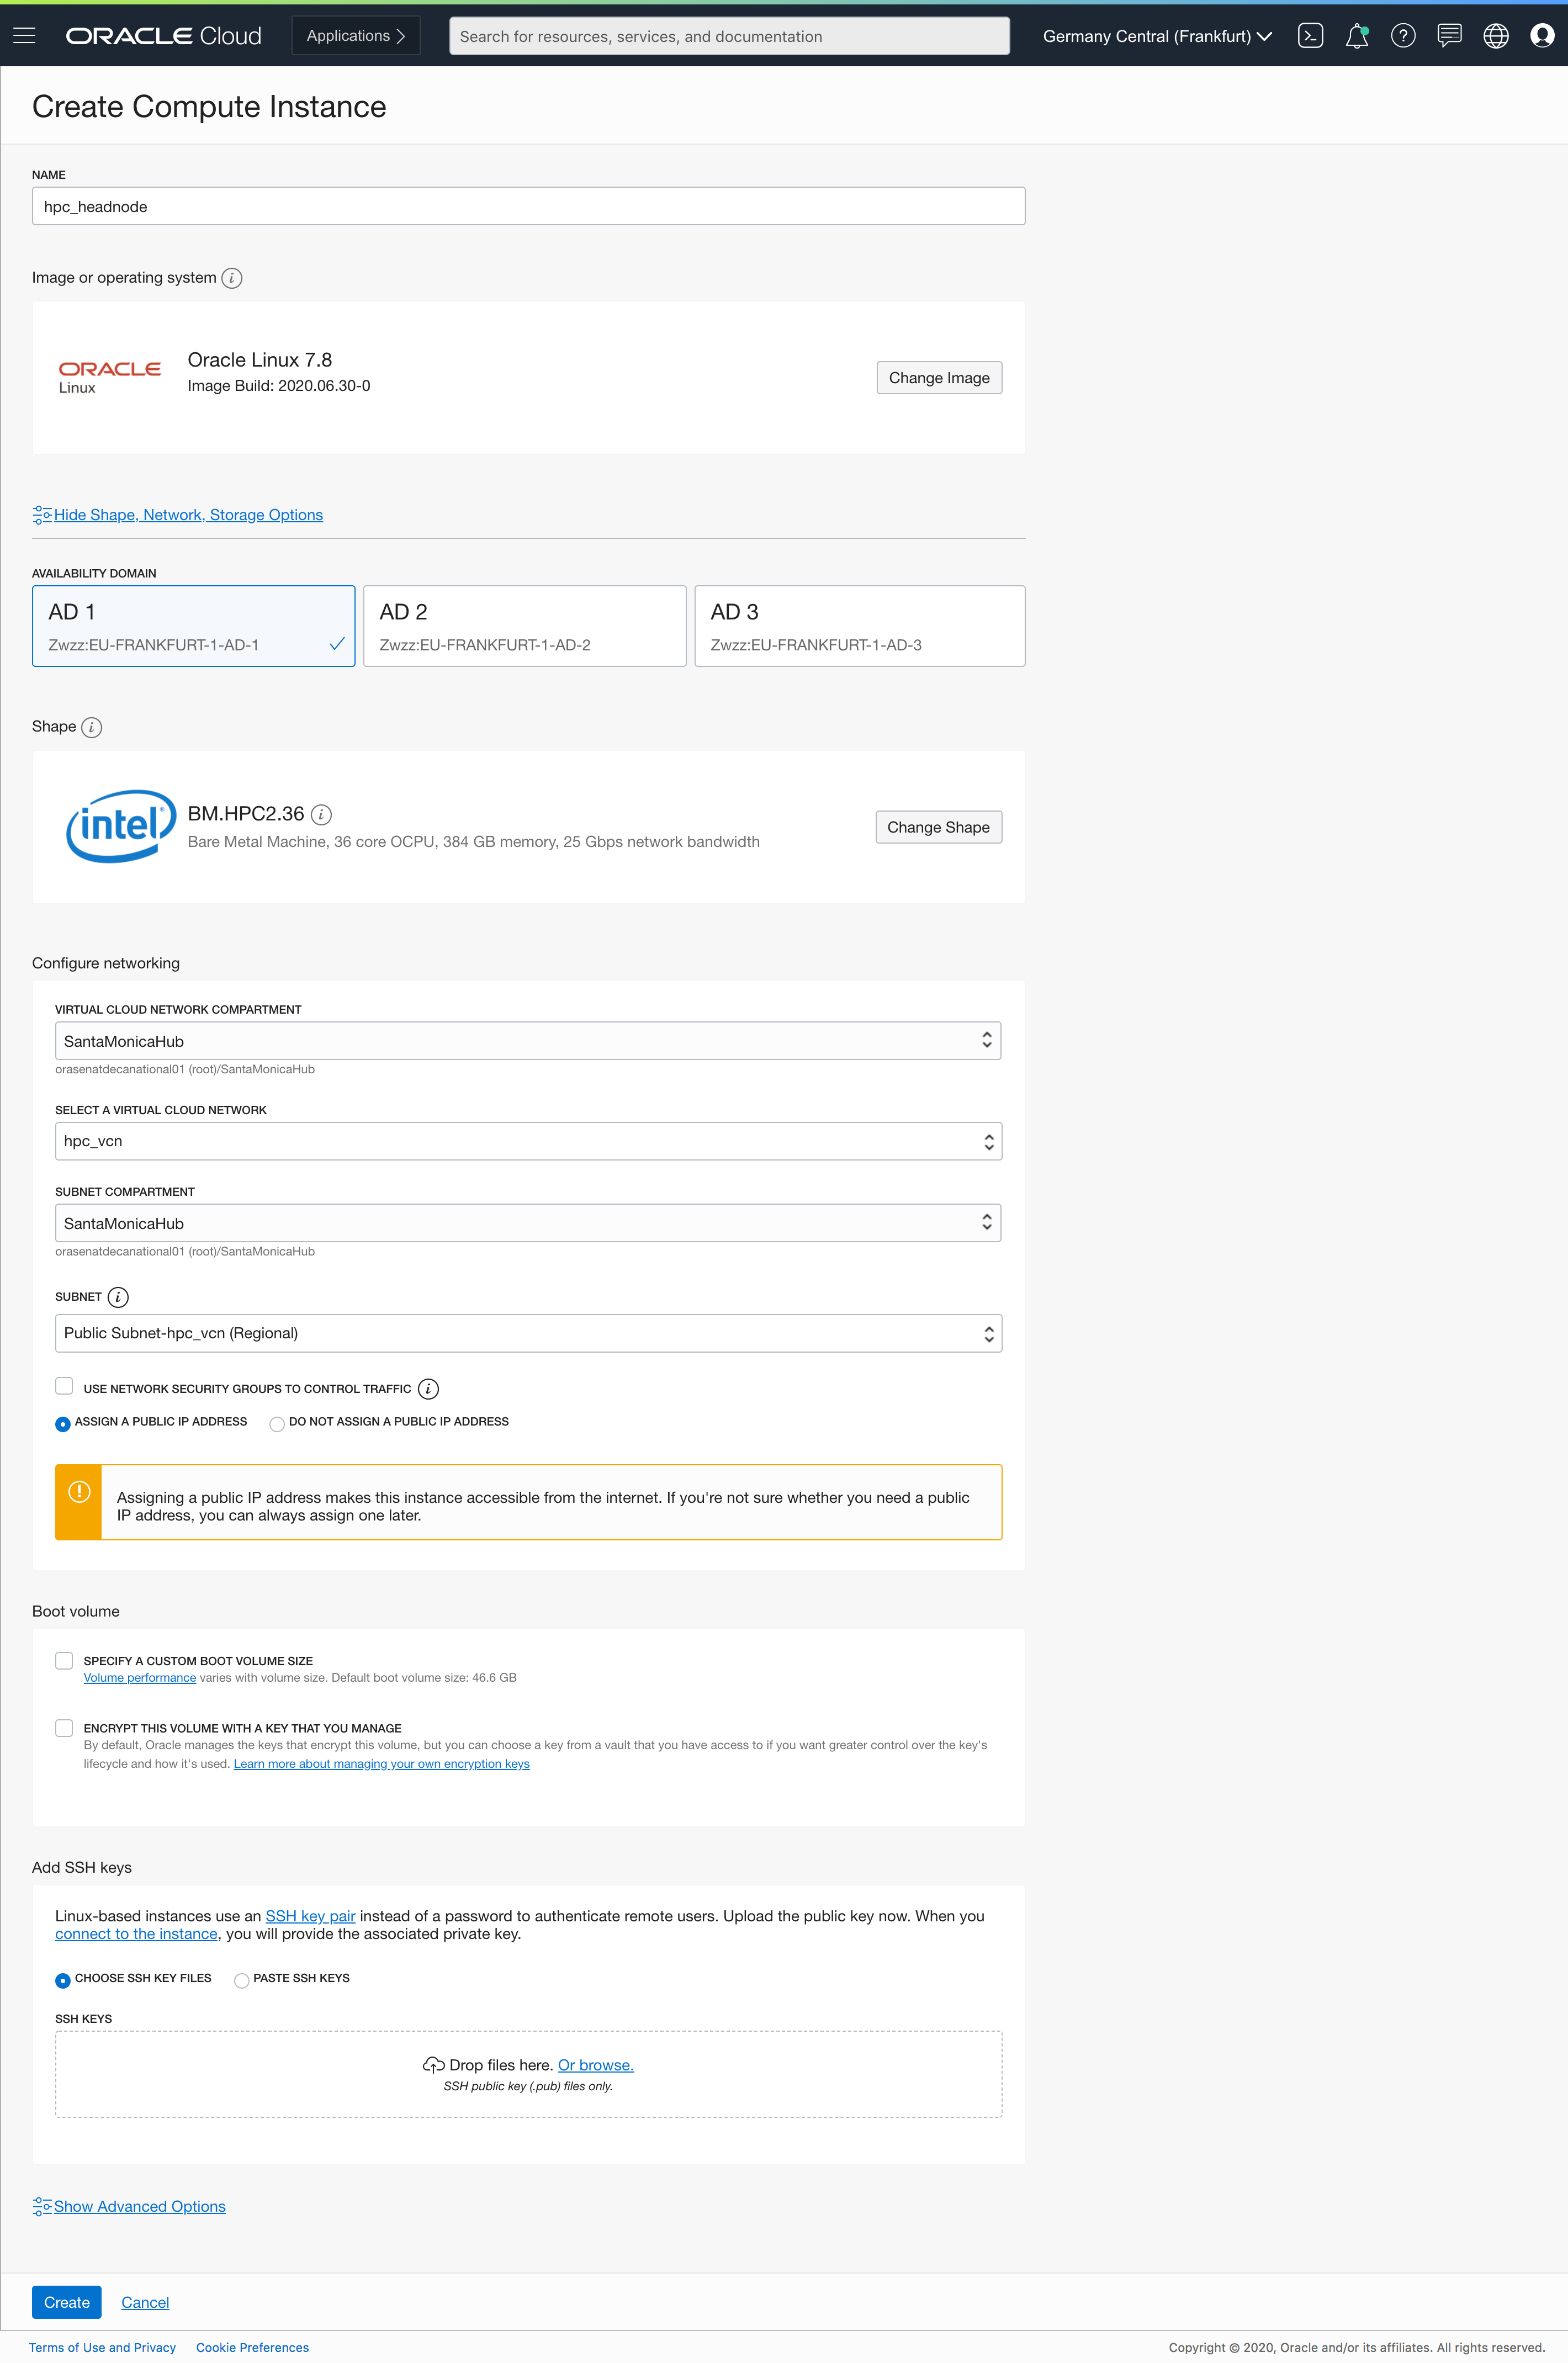 ORACLE Cloud
Applications
Search for resources, services, and documentation
Germany Central (Frankfurt)
Create Compute Instance
NAME
hpc_headnode
Image or operating system
ORACLE
Linux
Oracle Linux 7.8
Image Build: 2020.06.30-0
Change Image
Hide Shape, Network, Storage Options
AVAILABILITY DOMAIN
AD 1
Zwzz:EU-FRANKFURT-1-AD-1
AD 2
Zwzz:EU-FRANKFURT-1-AD-2
AD 3
Zwzz:EU-FRANKFURT-1-AD-3
Shape
intel
BM.HPC2.36
Bare Metal Machine, 36 core OCPU, 384 GB memory, 25 Gbps network bandwidth
Change Shape
Configure networking
VIRTUAL CLOUD NETWORK COMPARTMENT
SantaMonicaHub
orasenatdecanational01 (root)/SantaMonicaHub
SELECT A VIRTUAL CLOUD NETWORK
hpc_vcn
SUBNET COMPARTMENT
SantaMonicaHub
orasenatdecanational01 (root)/SantaMonicaHub
SUBNET
Public Subnet-hpc_vcn (Regional)
USE NETWORK SECURITY GROUPS TO CONTROL TRAFFIC
ASSIGN A PUBLIC IP ADDRESS
DO NOT ASSIGN A PUBLIC IP ADDRESS
Assigning a public IP address makes this instance accessible from the internet. If you're not sure whether you need a public
IP address, you can always assign one later.
Boot volume
SPECIFY A CUSTOM BOOT VOLUME SIZE
Volume performance varies with volume size. Default boot volume size: 46.6 GB
ENCRYPT THIS VOLUME WITH A KEY THAT YOU MANAGE
By default, Oracle manages the keys that encrypt this volume, but you can choose a key from a vault that you have access to if you want greater control over the key's
lifecycle and how it's used. Learn more about managing your own encryption keys
Add SSH keys
Linux-based instances use an SSH key pair instead of a password to authenticate remote users. Upload the public key now. When you
connect to the instance, you will provide the associated private key.
CHOOSE SSH KEY FILES
PASTE SSH KEYS
SSH KEYS
Drop files here. Or browse.
SSH public key (.pub) files only.
Show Advanced Options
Create
Cancel
Terms of Use and Privacy
Cookie Preferences
Copyright © 2020, Oracle and/or its affiliates. All rights reserved.